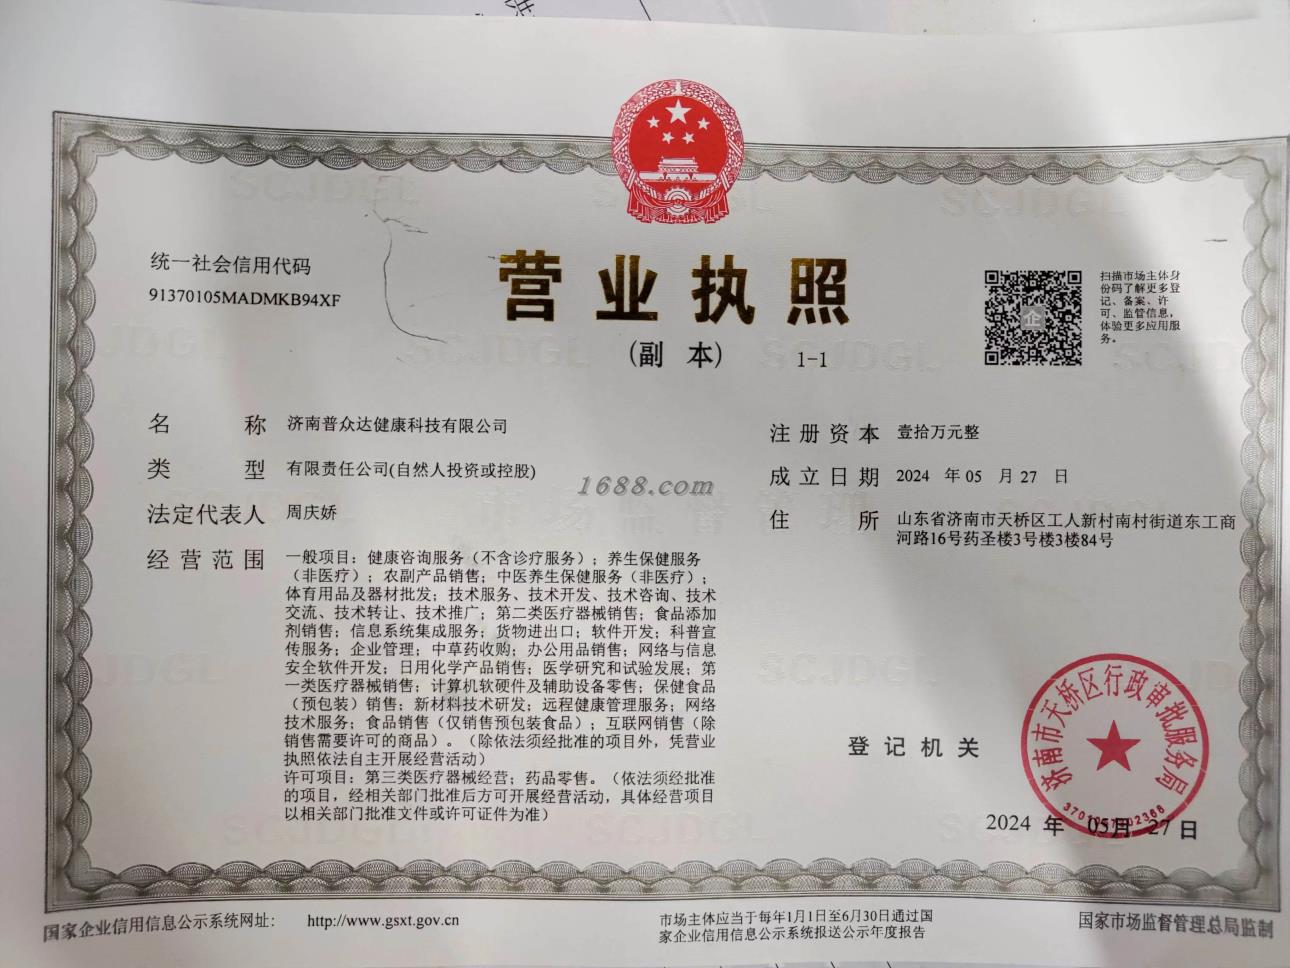 统一社会信用代码
91370105MADMKB94XF
营业执照
(副 本) 1-1
扫描市场主体身
份码了解更多登
记、备案、许
可、监管信息,
体验更多应用服
务。
名 称 济南普众达健康科技有限公司
类 型 有限责任公司(自然人投资或控股)
法定代表人 周庆娇
经营范围 一般项目:健康咨询服务(不含诊疗服务);养生保健服务
(非医疗);农副产品销售;中医养生保健服务(非医疗);
体育用品及器材批发;技术服务、技术开发、技术咨询、技术
交流、技术转让、技术推广;第二类医疗器械销售;食品添加
剂销售;信息系统集成服务;货物进出口;软件开发;科普宣
传服务;企业管理;中草药收购;办公用品销售;网络与信息
安全软件开发;日用化学产品销售;医学研究和试验发展;第
一类医疗器械销售;计算机软硬件及辅助设备零售;保健食品
(预包装)销售;新材料技术研发;远程健康管理服务;网络
技术服务;食品销售(仅销售预包装食品);互联网销售(除
销售需要许可的商品)。(除依法须经批准的项目外,凭营业
执照依法自主开展经营活动)
许可项目:第三类医疗器械经营;药品零售。(依法须经批准
的项目,经相关部门批准后方可开展经营活动,具体经营项目
以相关部门批准文件或许可证件为准)
注册资本 壹拾万元整
成立日期 2024 年 05 月 27 日
住 所 山东省济南市天桥区工人新村南村街道东工商
河路16号药圣楼3号楼3楼84号
1688.com
市场监督管理
登记机关
济南市天桥区行政审批服务局
2024 年 05月 27 日
国家企业信用信息公示系统网址: http://www.gsxt.gov.cn
市场主体应当于每年1月1日至6月30日通过国
家企业信用信息公示系统报送公示年度报告
国家市场监督管理总局监制